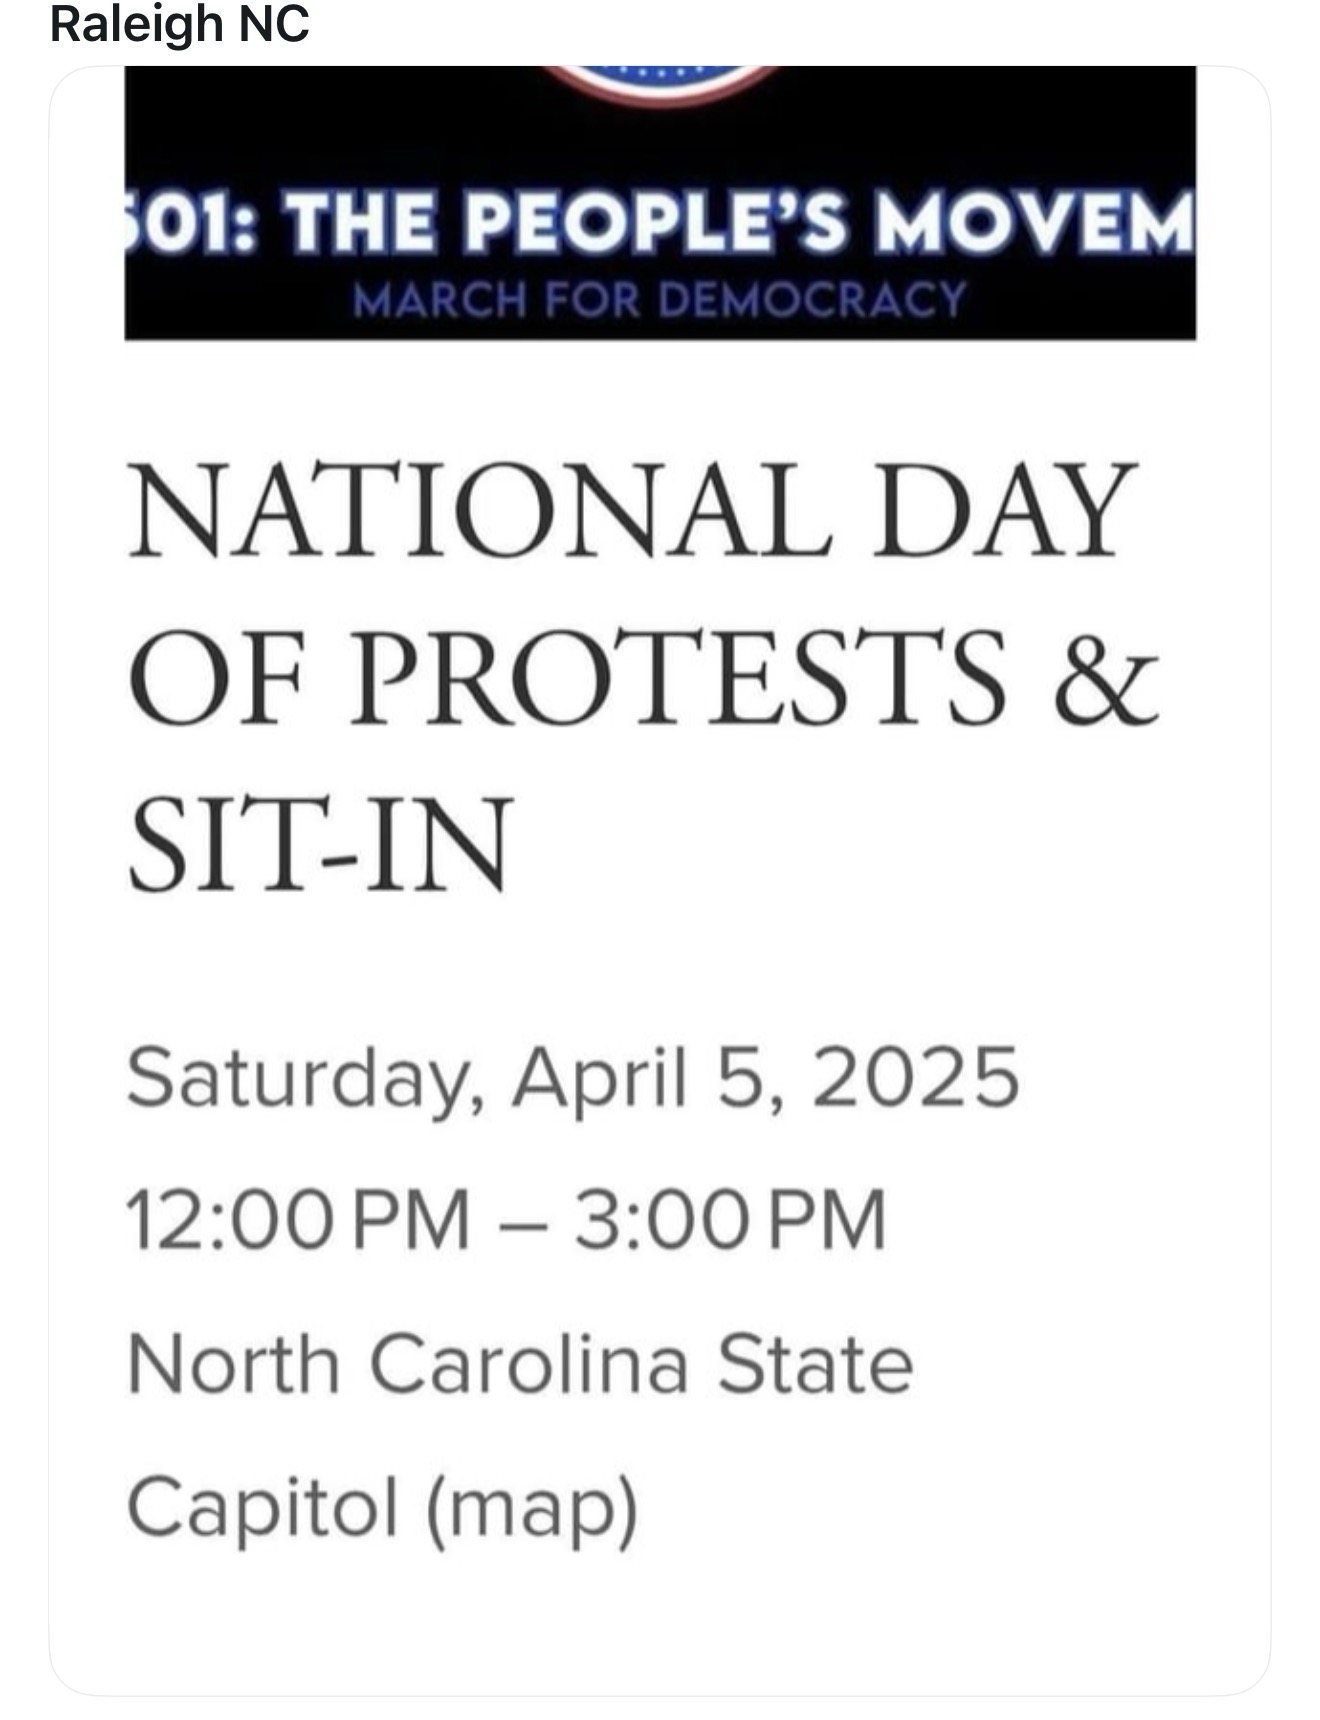 Raleigh NC
501: THE PEOPLE'S MOVEM
MARCH FOR DEMOCRACY
NATIONAL DAY
OF PROTESTS &
SIT-IN
Saturday, April 5, 2025
12:00 PM – 3:00 PM
North Carolina State
Capitol (map)